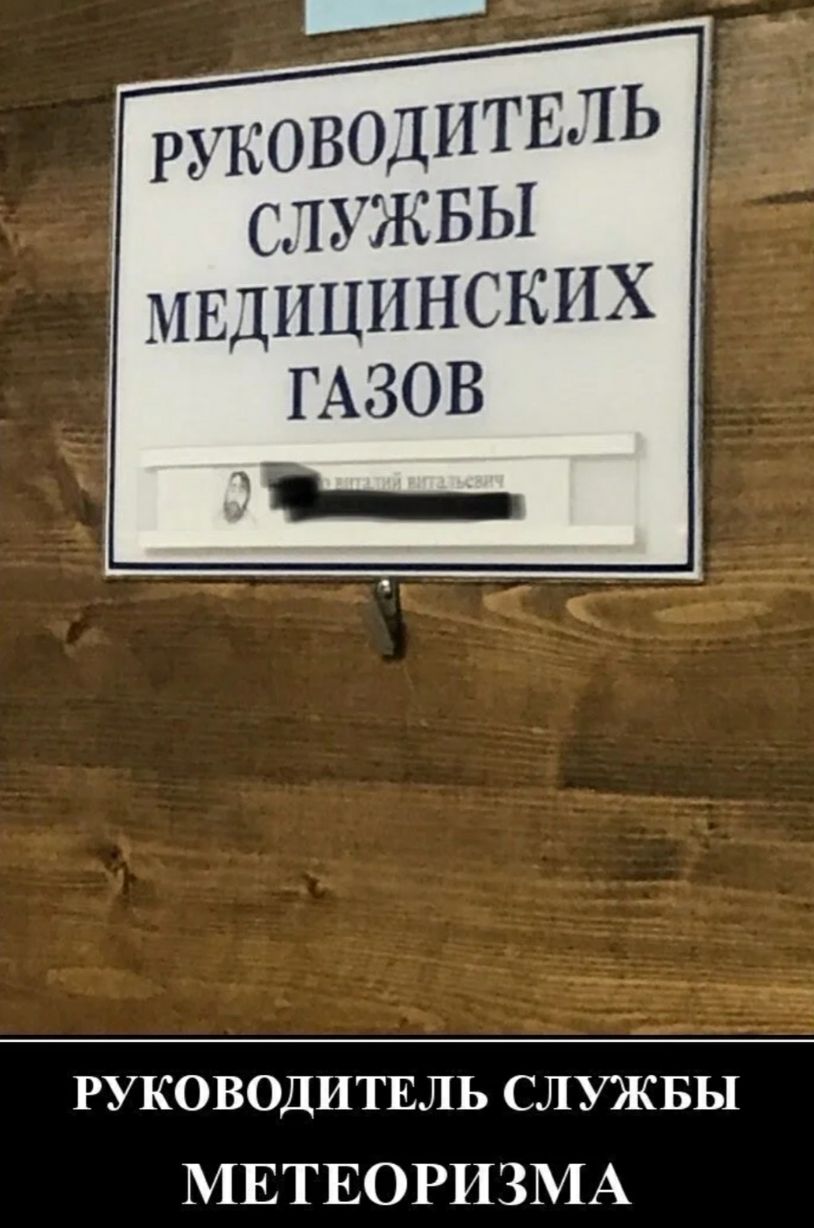 РУКОВОДИТЕЛЬ
СЛУЖБЫ
МЕДИЦИНСКИХ
ГАЗОВ
виталий витальевич
РУКОВОДИТЕЛЬ СЛУЖБЫ
МЕТЕОРИЗМА